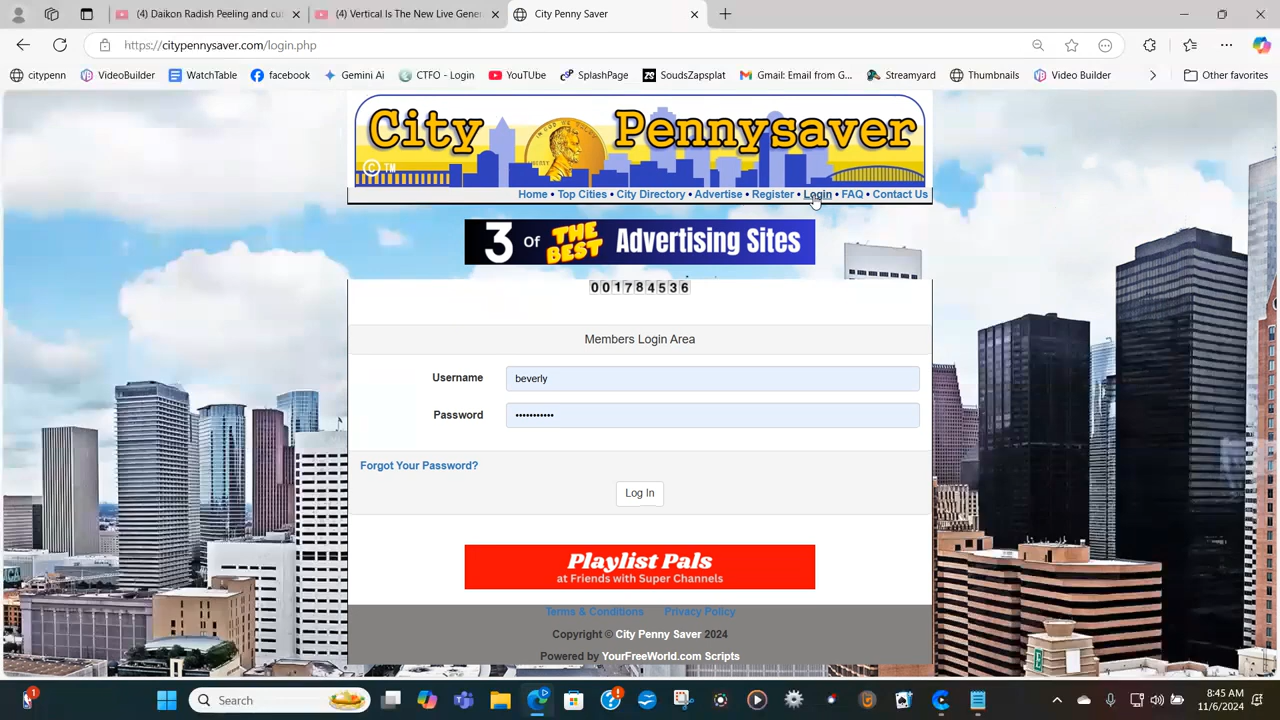 (4) Daikon Radish Peeling and cu
(4) Vertical Is The New Live Gener
City Penny Saver
https://citypennysaver.com/login.php
citypenn
VideoBuilder
WatchTable
facebook
Gemini Ai
CTFO - Login
YouTUbe
SplashPage
SoudsZapsplat
Gmail: Email from G...
Streamyard
Thumbnails
Video Builder
Other favorites
City Pennysaver
© TM
Home • Top Cities • City Directory • Advertise • Register • Login • FAQ • Contact Us
3 Of THE BEST Advertising Sites
001784536
Members Login Area
Username
beverly
Password
•••••••••••
Forgot Your Password?
Log In
Playlist Pals
at Friends with Super Channels
Terms & Conditions Privacy Policy
Copyright © City Penny Saver 2024
Powered by YourFreeWorld.com Scripts
1
Search
8:45 AM
11/6/2024